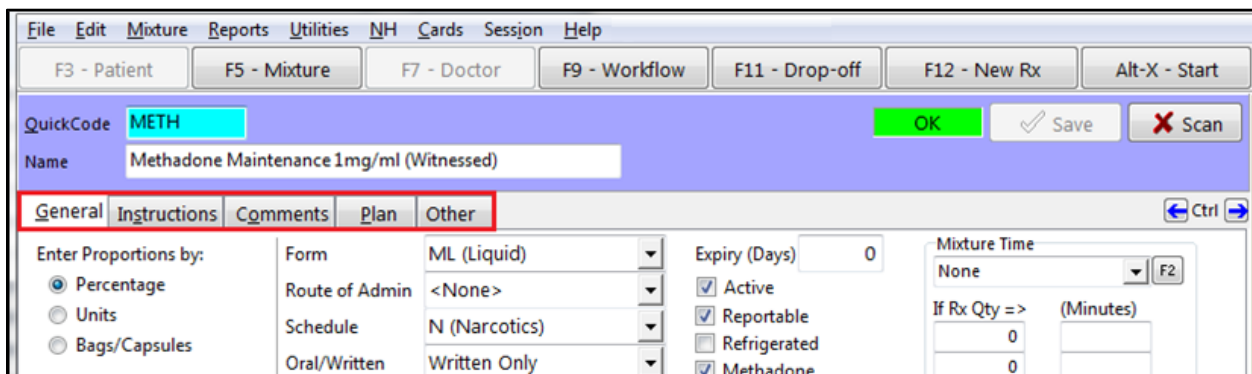 File Edit Mixture Reports Utilities NH Cards Session Help
F3 - Patient F5 - Mixture F7 - Doctor F9 - Workflow F11 - Drop-off F12 - New Rx Alt-X - Start
QuickCode METH OK Save Scan
Name Methadone Maintenance 1mg/ml (Witnessed)
General Instructions Comments Plan Other Ctrl
Enter Proportions by: Form ML (Liquid) Expiry (Days) 0 Mixture Time
Percentage Route of Admin <None> Active None F2
Units Schedule N (Narcotics) Reportable If Rx Qty => (Minutes)
Bags/Capsules Refrigerated 0
Oral/Written Written Only Methadone 0